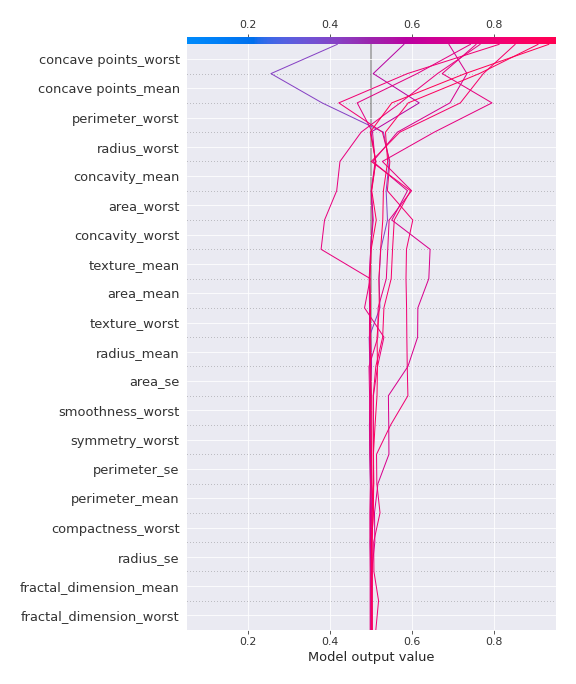 0.2 0.4 0.6 0.8
concave points_worst
concave points_mean
perimeter_worst
radius_worst
concavity_mean
area_worst
concavity_worst
texture_mean
area_mean
texture_worst
radius_mean
area_se
smoothness_worst
symmetry_worst
perimeter_se
perimeter_mean
compactness_worst
radius_se
fractal_dimension_mean
fractal_dimension_worst
0.2 0.4 0.6 0.8
Model output value